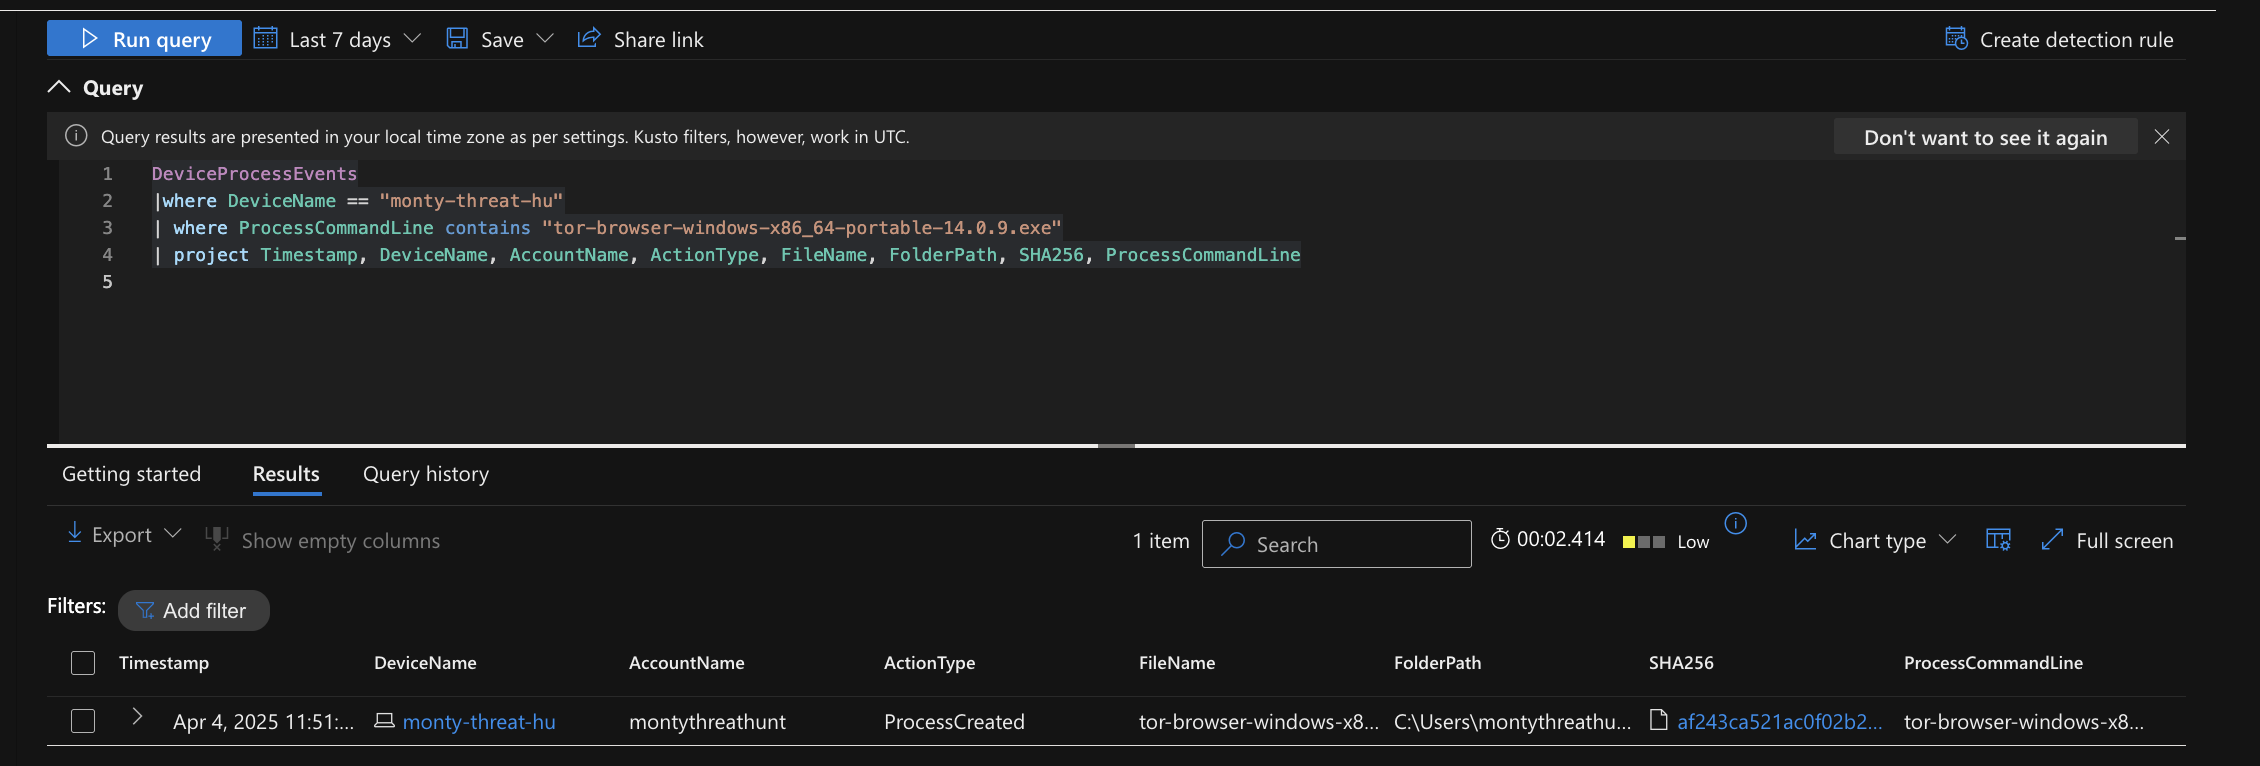 Run query Last 7 days Save Share link Create detection rule
Query
Query results are presented in your local time zone as per settings. Kusto filters, however, work in UTC. Don't want to see it again
1 DeviceProcessEvents
2 |where DeviceName == "monty-threat-hu"
3 | where ProcessCommandLine contains "tor-browser-windows-x86_64-portable-14.0.9.exe"
4 | project Timestamp, DeviceName, AccountName, ActionType, FileName, FolderPath, SHA256, ProcessCommandLine
5
Getting started Results Query history
Export Show empty columns 1 item Search 00:02.414 Low Chart type Full screen
Filters: Add filter
Timestamp DeviceName AccountName ActionType FileName FolderPath SHA256 ProcessCommandLine
Apr 4, 2025 11:51:... monty-threat-hu montythreathunt ProcessCreated tor-browser-windows-x8... C:\Users\montythreathu... af243ca521ac0f02b2... tor-browser-windows-x8...